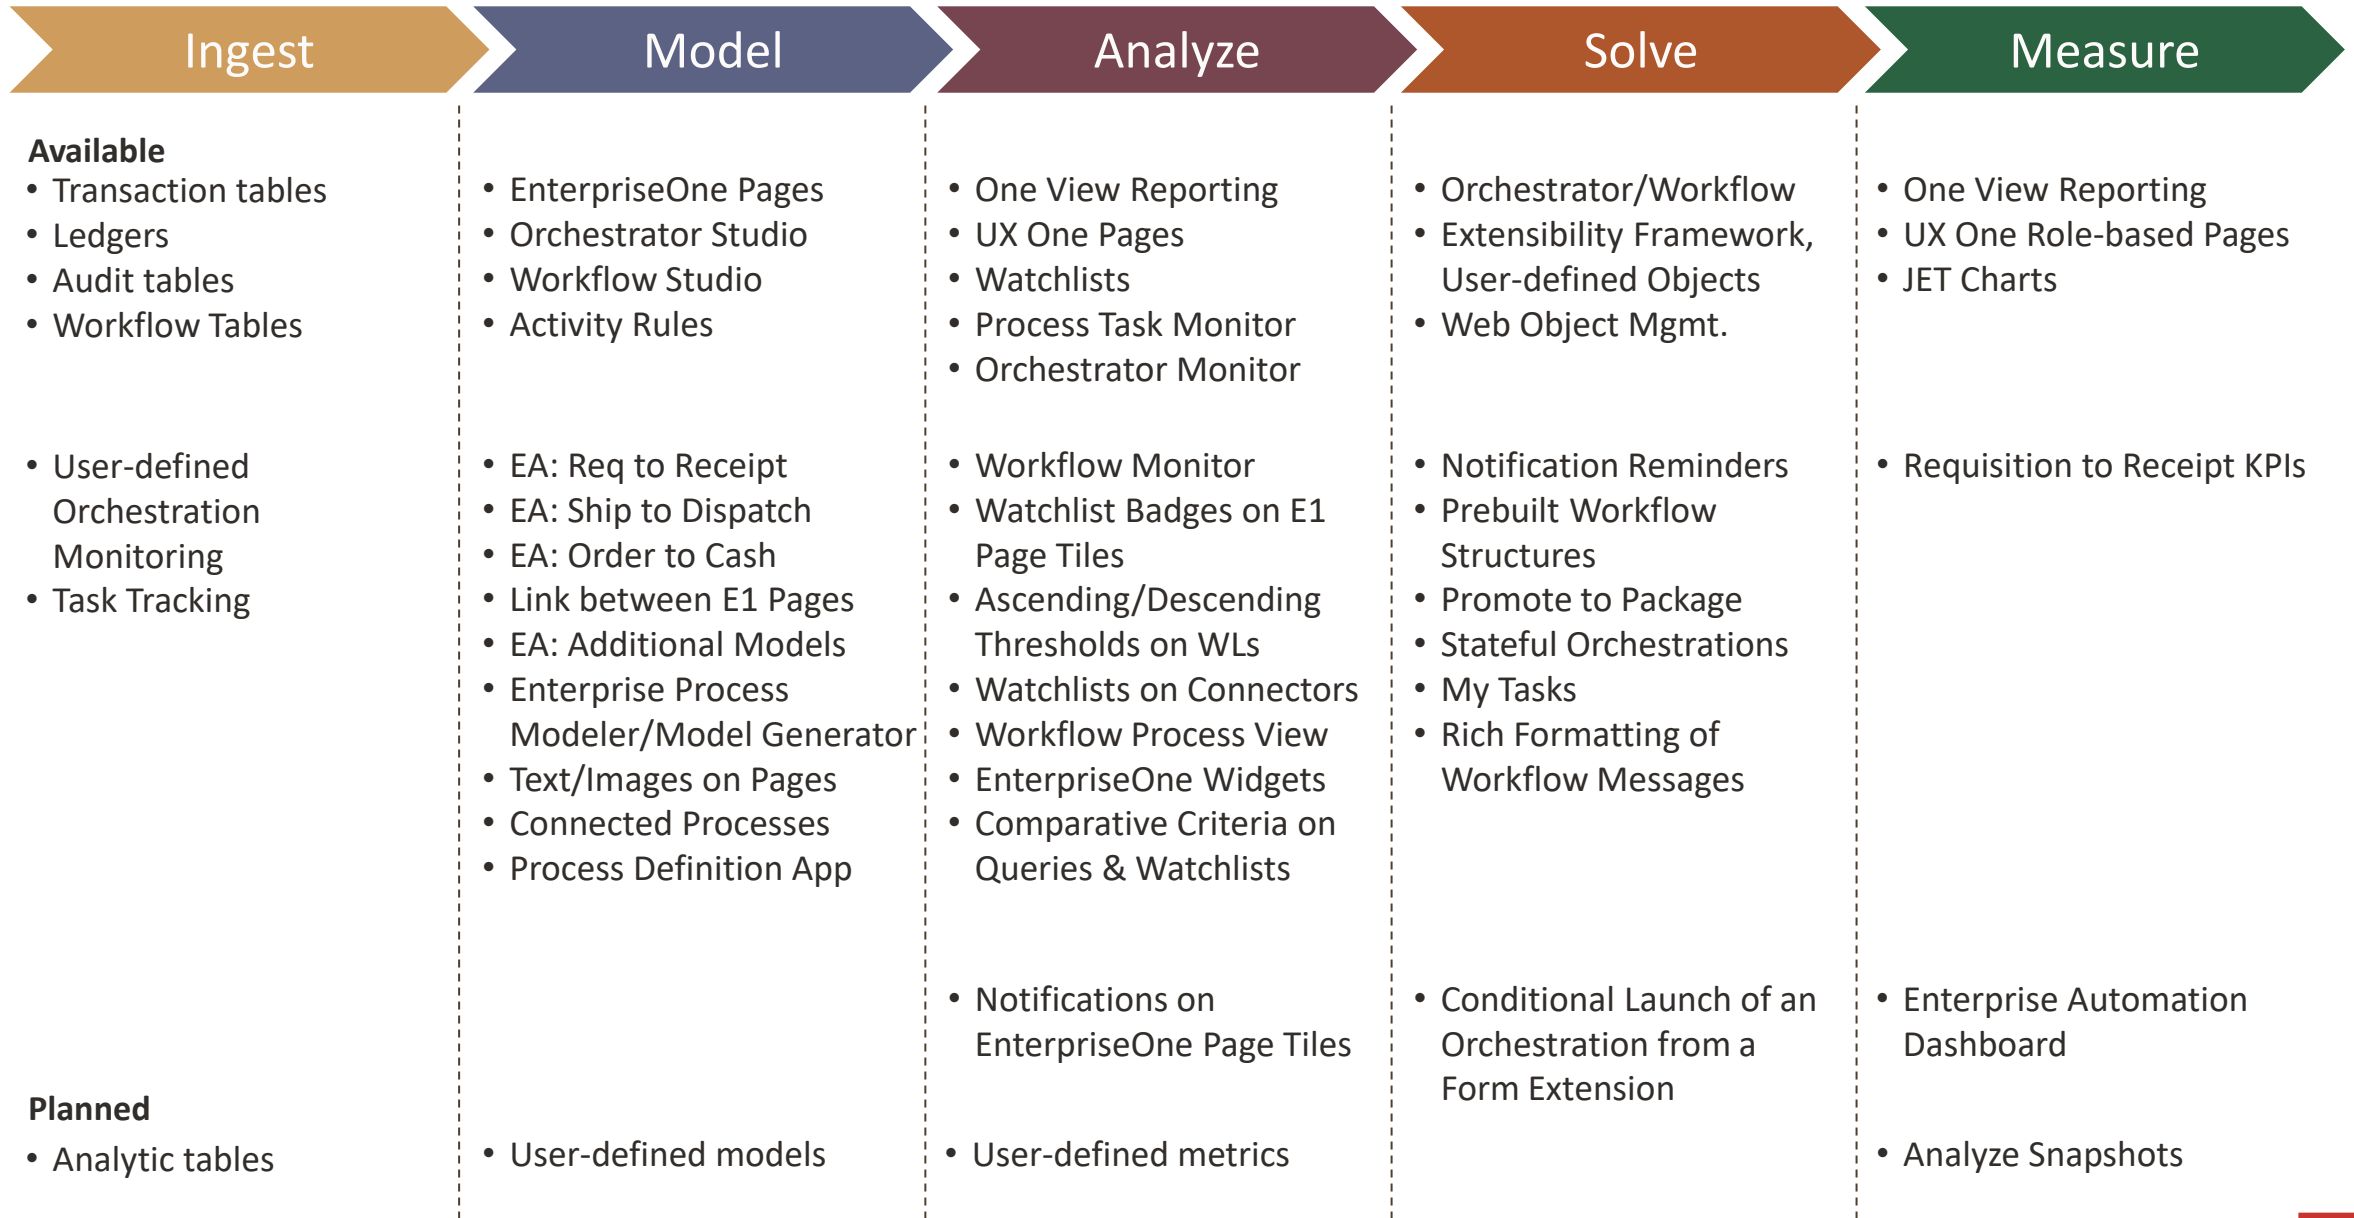 Ingest
Model
Analyze
Solve
Measure
Available
• Transaction tables
• Ledgers
• Audit tables
• Workflow Tables
• User-defined
Orchestration
Monitoring
• Task Tracking
Planned
• Analytic tables
• EnterpriseOne Pages
• Orchestrator Studio
• Workflow Studio
• Activity Rules
• EA: Req to Receipt
• EA: Ship to Dispatch
• EA: Order to Cash
• Link between E1 Pages
• EA: Additional Models
• Enterprise Process
Modeler/Model Generator
• Text/Images on Pages
• Connected Processes
• Process Definition App
• User-defined models
• One View Reporting
• UX One Pages
• Watchlists
• Process Task Monitor
• Orchestrator Monitor
• Workflow Monitor
• Watchlist Badges on E1
Page Tiles
• Ascending/Descending
Thresholds on WLs
• Watchlists on Connectors
• Workflow Process View
• EnterpriseOne Widgets
• Comparative Criteria on
Queries & Watchlists
• Notifications on
EnterpriseOne Page Tiles
• User-defined metrics
• Orchestrator/Workflow
• Extensibility Framework,
User-defined Objects
• Web Object Mgmt.
• Notification Reminders
• Prebuilt Workflow
Structures
• Promote to Package
• Stateful Orchestrations
• My Tasks
• Rich Formatting of
Workflow Messages
• Conditional Launch of an
Orchestration from a
Form Extension
• One View Reporting
• UX One Role-based Pages
• JET Charts
• Requisition to Receipt KPIs
• Enterprise Automation
Dashboard
• Analyze Snapshots